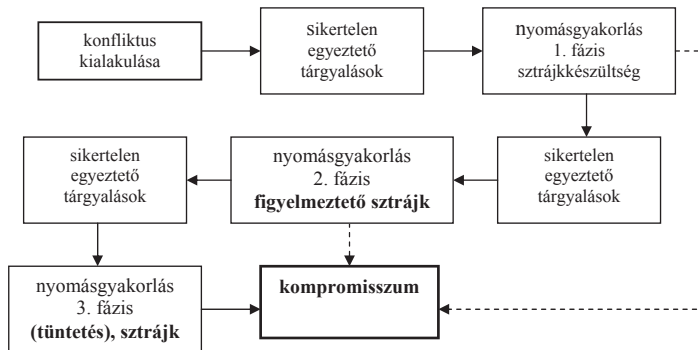 konfliktus
kialakulása
sikertelen
egyeztető
tárgyalások
nyomásgyakorlás
1. fázis
sztrájkkészültség
sikertelen
egyeztető
tárgyalások
nyomásgyakorlás
2. fázis
figyelmeztető sztrájk
sikertelen
egyeztető
tárgyalások
nyomásgyakorlás
3. fázis
(tüntetés), sztrájk
kompromisszum